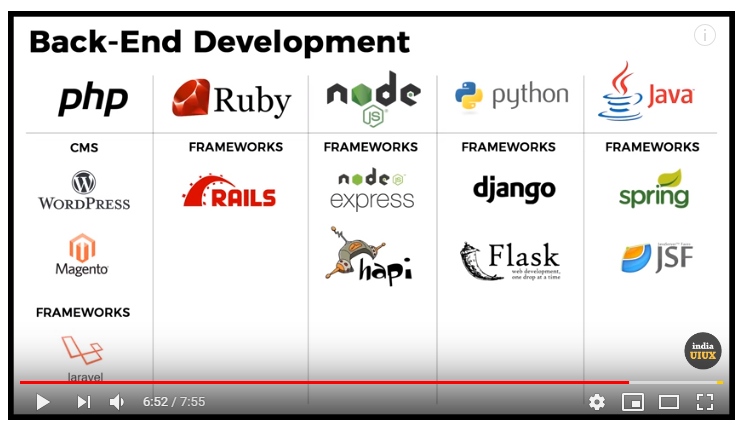 Back-End Development
php
Ruby
node
JS
python
Java
CMS
FRAMEWORKS
FRAMEWORKS
FRAMEWORKS
FRAMEWORKS
W
WORDPRESS
RAILS
node
express
django
spring
Magento
hapi
Flask
web development,
one drop at a time
JSF
FRAMEWORKS
laravel
india
UIUX
6:52 / 7:55